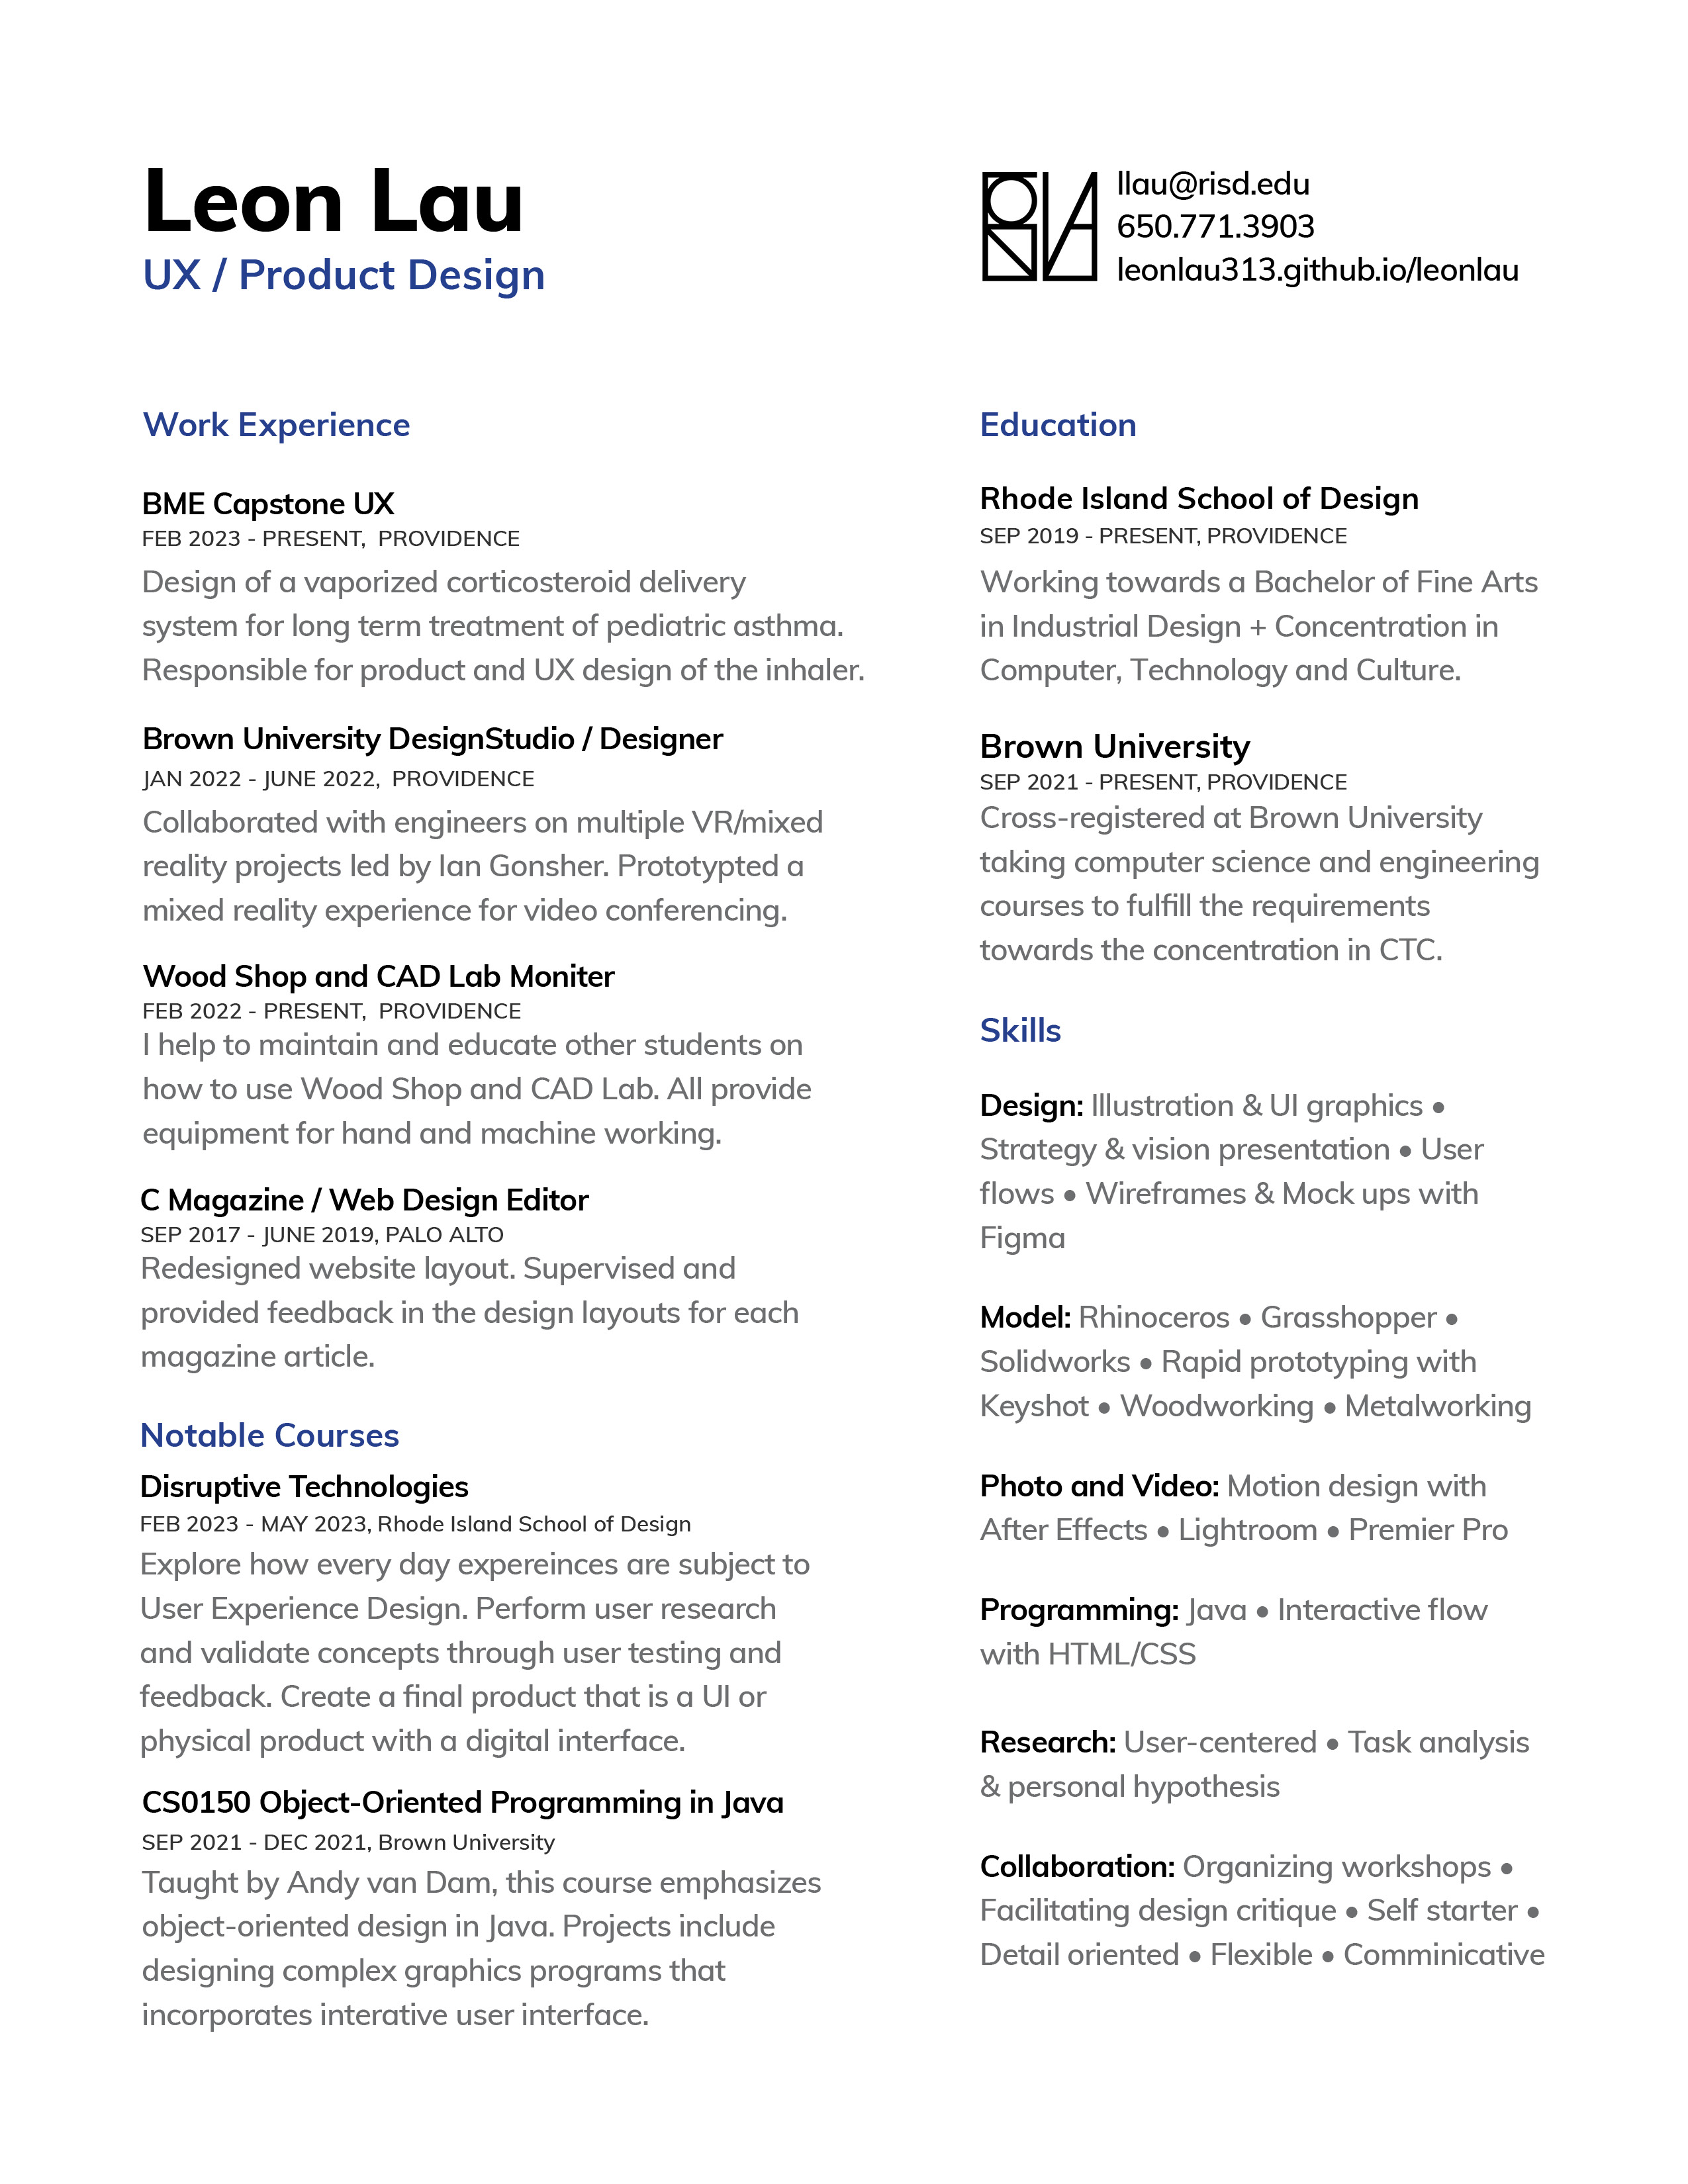 Leon Lau
UX / Product Design
llau@risd.edu
650.771.3903
leonlau313.github.io/leonlau
Work Experience
BME Capstone UX
FEB 2023 - PRESENT,  PROVIDENCE
Design of a vaporized corticosteroid delivery
system for long term treatment of pediatric asthma.
Responsible for product and UX design of the inhaler.
Brown University DesignStudio / Designer
JAN 2022 - JUNE 2022,  PROVIDENCE
Collaborated with engineers on multiple VR/mixed
reality projects led by Ian Gonsher. Prototypted a
mixed reality experience for video conferencing.
Wood Shop and CAD Lab Moniter
FEB 2022 - PRESENT,  PROVIDENCE
I help to maintain and educate other students on
how to use Wood Shop and CAD Lab. All provide
equipment for hand and machine working.
C Magazine / Web Design Editor
SEP 2017 - JUNE 2019, PALO ALTO
Redesigned website layout. Supervised and
provided feedback in the design layouts for each
magazine article.
Notable Courses
Disruptive Technologies
FEB 2023 - MAY 2023, Rhode Island School of Design
Explore how every day expereinces are subject to
User Experience Design. Perform user research
and validate concepts through user testing and
feedback. Create a final product that is a UI or
physical product with a digital interface.
CS0150 Object-Oriented Programming in Java
SEP 2021 - DEC 2021, Brown University
Taught by Andy van Dam, this course emphasizes
object-oriented design in Java. Projects include
designing complex graphics programs that
incorporates interative user interface.
Education
Rhode Island School of Design
SEP 2019 - PRESENT, PROVIDENCE
Working towards a Bachelor of Fine Arts
in Industrial Design + Concentration in
Computer, Technology and Culture.
Brown University
SEP 2021 - PRESENT, PROVIDENCE
Cross-registered at Brown University
taking computer science and engineering
courses to fulfill the requirements
towards the concentration in CTC.
Skills
Design: Illustration & UI graphics •
Strategy & vision presentation • User
flows • Wireframes & Mock ups with
Figma
Model: Rhinoceros • Grasshopper •
Solidworks • Rapid prototyping with
Keyshot • Woodworking • Metalworking
Photo and Video: Motion design with
After Effects • Lightroom • Premier Pro
Programming: Java • Interactive flow
with HTML/CSS
Research: User-centered • Task analysis
& personal hypothesis
Collaboration: Organizing workshops •
Facilitating design critique • Self starter •
Detail oriented • Flexible • Comminicative